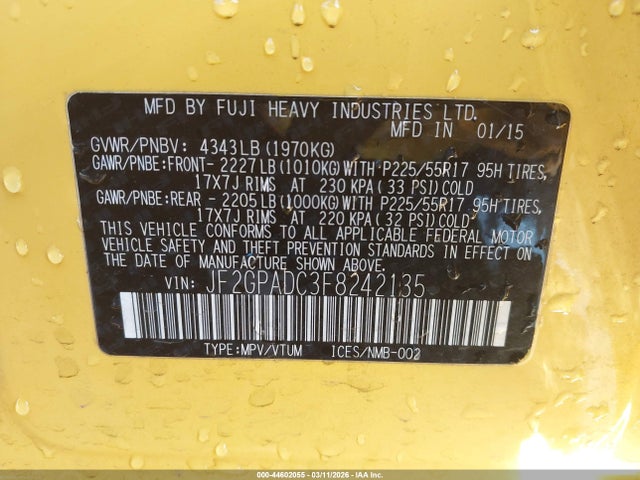 MFD BY FUJI HEAVY INDUSTRIES LTD.
MFD IN 01/15
GVWR/PNBV: 4343LB(1970KG)
GAWR/PNBE:FRONT- 2227LB(1010KG)WITH P225/55R17 95H TIRES,
17X7J RIMS AT 230 KPA(33 PSI)COLD
GAWR/PNBE:REAR - 2205LB(1000KG)WITH P225/55R17 95H TIRES,
17X7J RIMS AT 220 KPA(32 PSI)COLD
THIS VEHICLE CONFORMS TO ALL APPLICABLE FEDERAL MOTOR
VEHICLE SAFETY AND THEFT PREVENTION STANDARDS IN EFFECT ON
THE DATE OF MANUFACTURE SHOWN ABOVE.
VIN: JF2GPADC3F8242135
TYPE:MPV/VTUM ICES/NMB-002
000-44602055 - 03/11/2026 - IAA Inc.